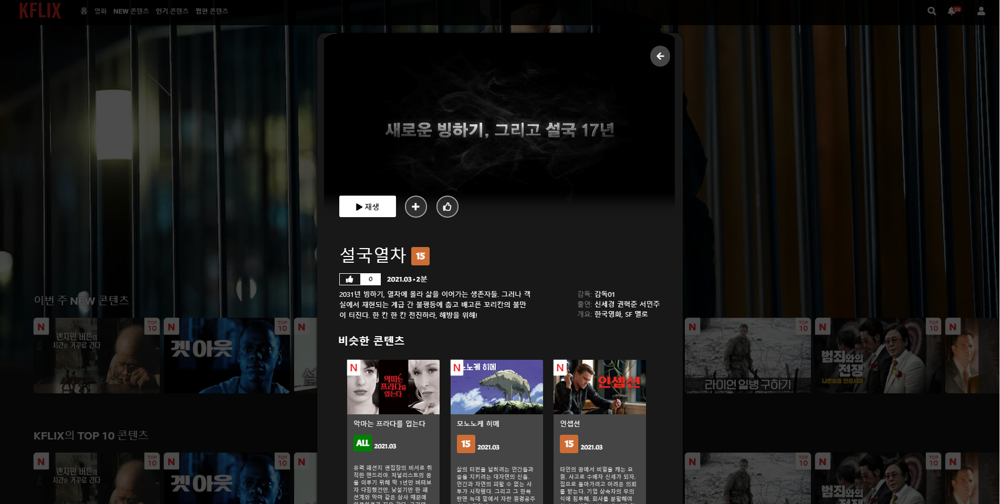 KFLIX
홈 영화 NEW 콘텐츠 인기 콘텐츠 찜한 콘텐츠
24
새로운 빙하기, 그리고 설국 17년
재생
설국열차 15
0 2021.03 • 2분
2031년 빙하기, 열차에 올라 삶을 이어가는 생존자들. 그러나 객
실에서 재현되는 계급 간 불평등에 춥고 배고픈 꼬리칸의 불만
이 터진다. 한 칸 한 칸 전진하라, 해방을 위해!
감독: 감독01
출연: 신세경 권혁준 서민주
개요: 한국영화, SF 멜로
이번 주 NEW 콘텐츠
N
벤자민 버튼의
시간은 거꾸로 간다
TOP
10
N
겟 아웃
TOP
10
N
N
라이언 일병 구하기
TOP
10
N
범죄와의
전쟁
나쁜놈들 전성시대
TOP
10
N
비슷한 콘텐츠
N
악마는
프라다를
입는다
악마는 프라다를 입는다
ALL 2021.03
유력 패션지 편집장의 비서로 취
직한 앤드리아. 저널리스트의 꿈
을 이루기 위해 딱 1년만 버텨보
자 다짐했건만, 낯설기만 한 패
션계와 악마 같은 상사 때문에
N
노케 히메
모노노케 히메
15 2021.03
삶의 터전을 넓히려는 인간들과
숲을 지키려는 대자연의 신들.
인간과 자연의 피할 수 없는 사
투가 시작됐다. 그리고 그 한복
판엔 늑대 밑에서 자란 원령공주
N
인셉션
인셉션
15 2021.03
타인의 꿈에서 비밀을 캐는 요
원. 사고로 수배자 신세가 되자,
집으로 돌아가려고 어려운 의뢰
를 받는다. 기업 상속자의 무의
식에 침투해, 회사를 분할해야
KFLIX의 TOP 10 콘텐츠
N
벤자민 버튼의
시간은 거꾸로 간다
TOP
10
N
겟 아웃
TOP
10
N
N
TOP
10
N
범죄와의
TOP
10
N